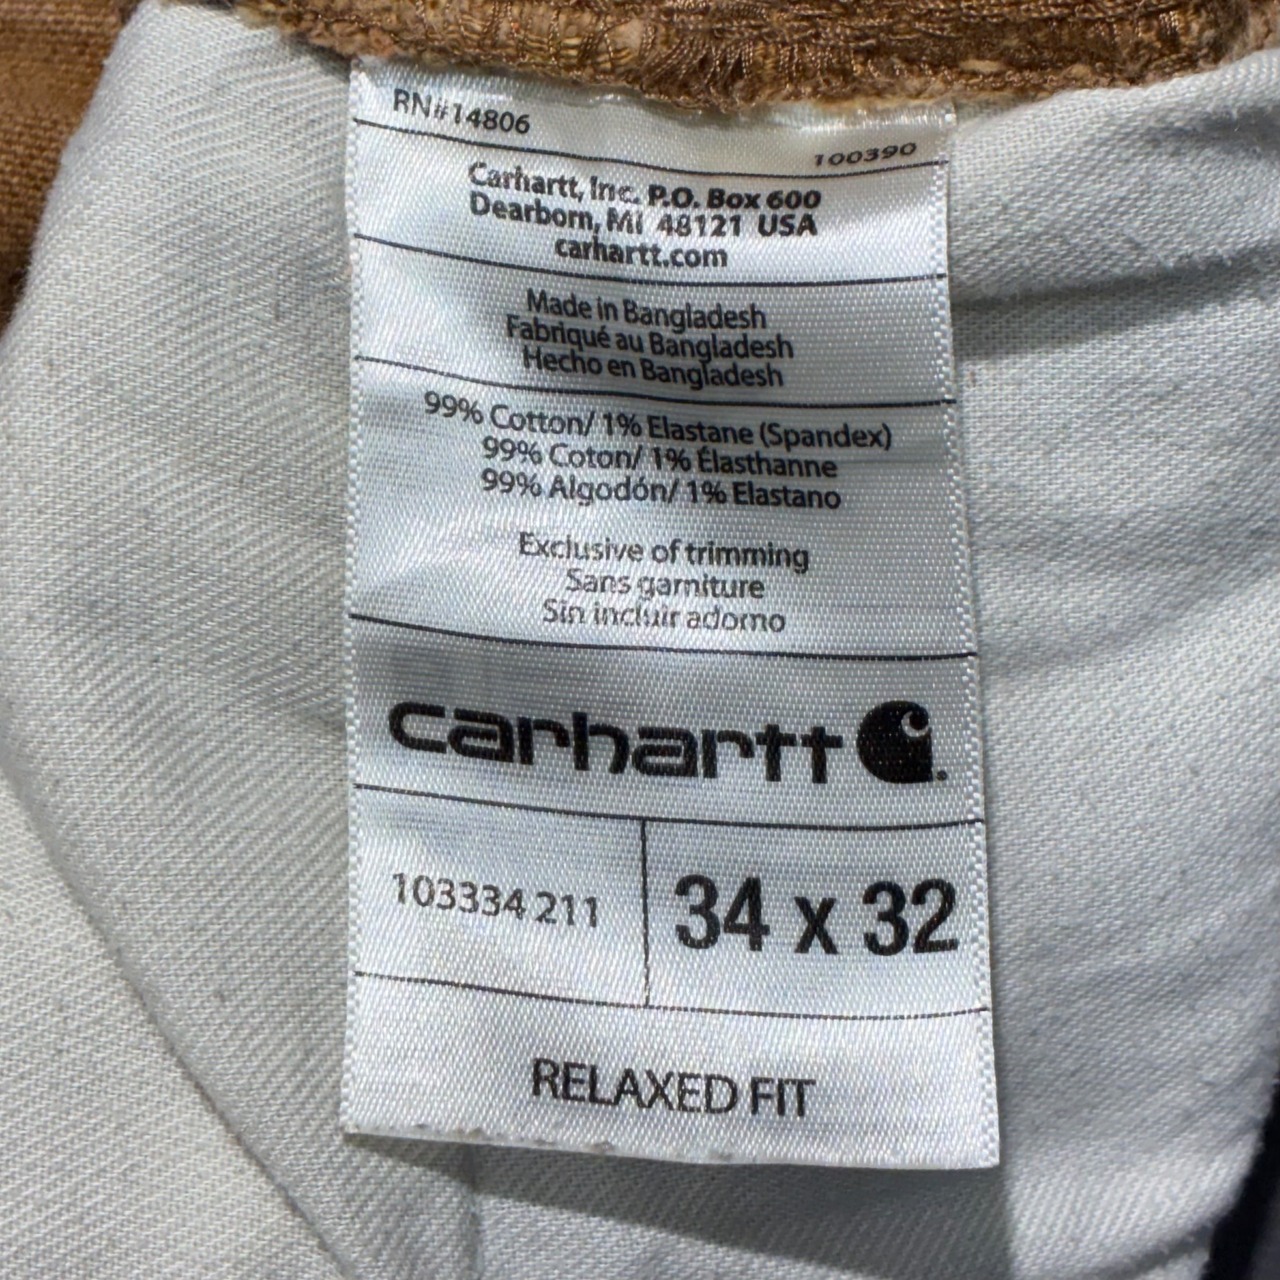 RN#14806
100390
Carhartt, Inc. P.O. Box 600
Dearborn, MI 48121 USA
carhartt.com
Made in Bangladesh
Fabriqué au Bangladesh
Hecho en Bangladesh
99% Cotton/ 1% Elastane (Spandex)
99% Coton/ 1% Élasthanne
99% Algodón/ 1% Elastano
Exclusive of trimming
Sans garniture
Sin incluir adorno
carhartt
103334 211
34 x 32
RELAXED FIT